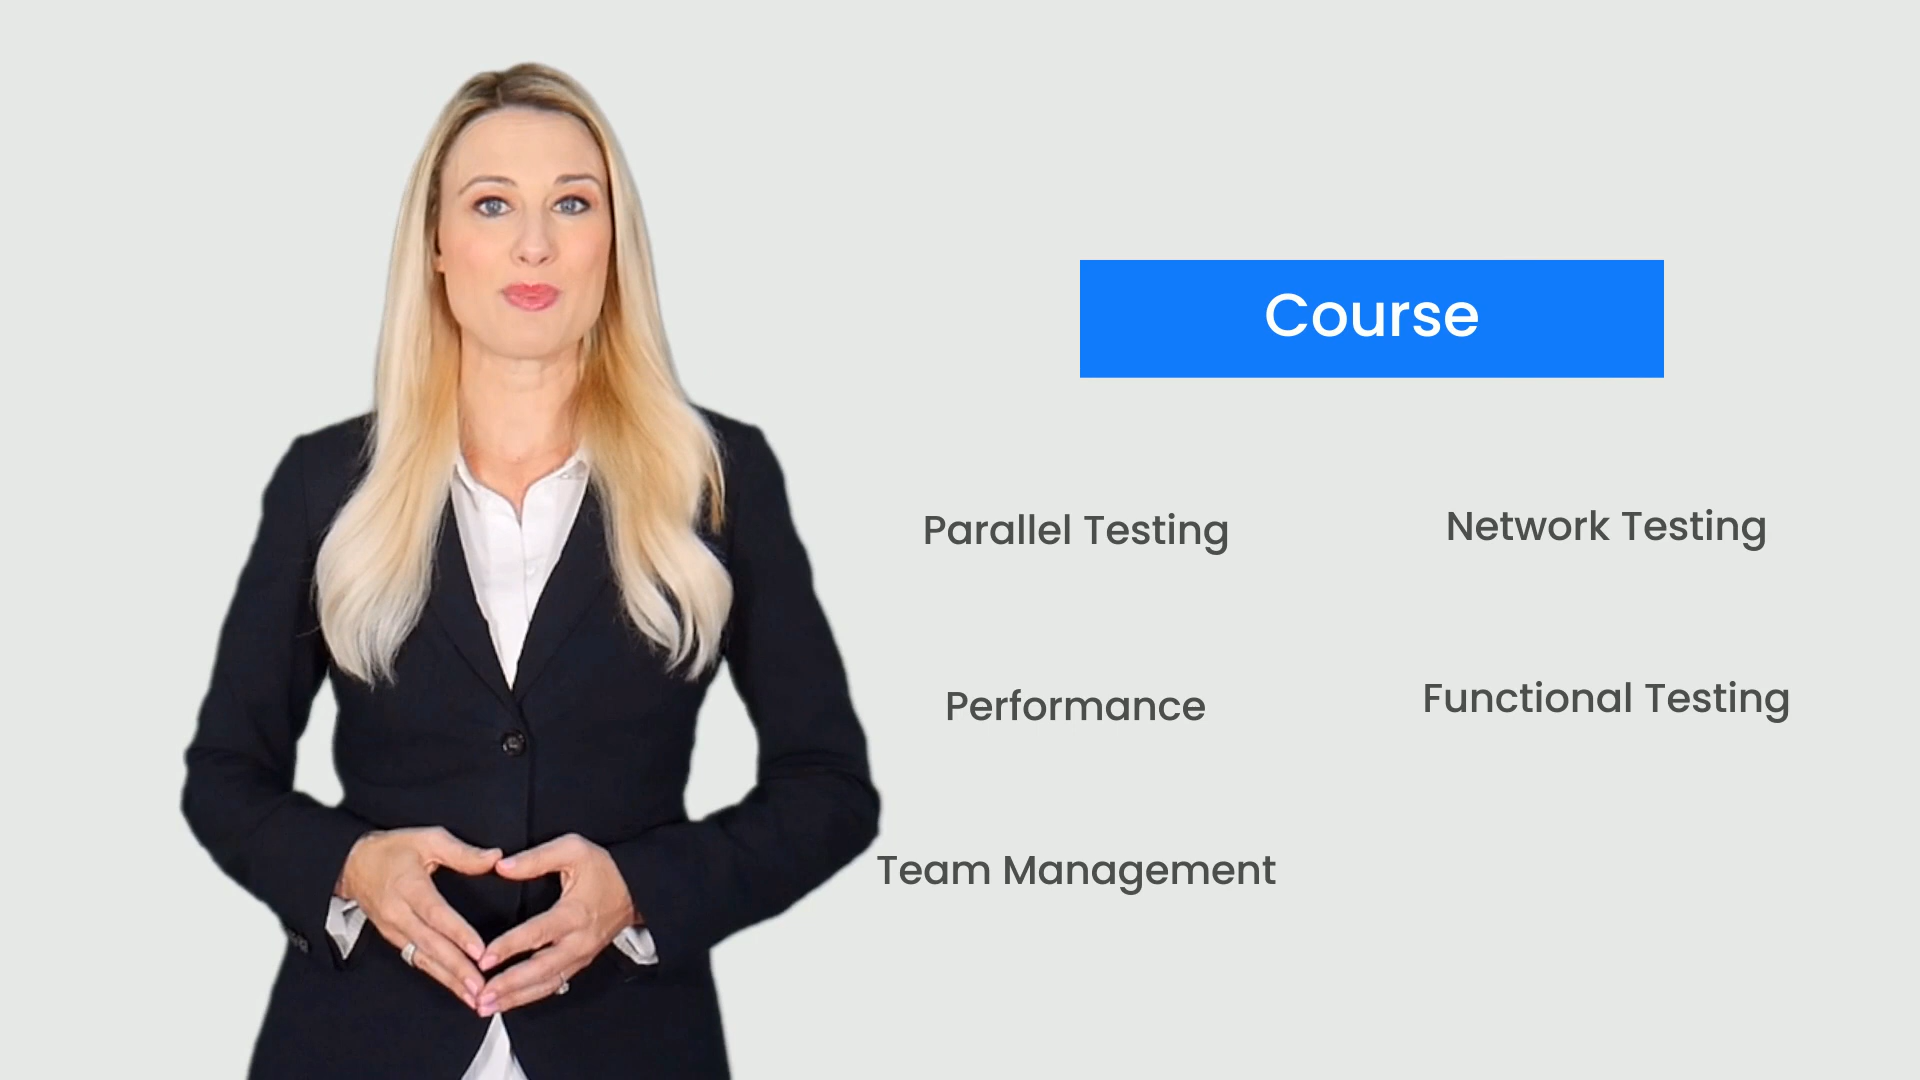 Course
Parallel Testing
Network Testing
Performance
Functional Testing
Team Management